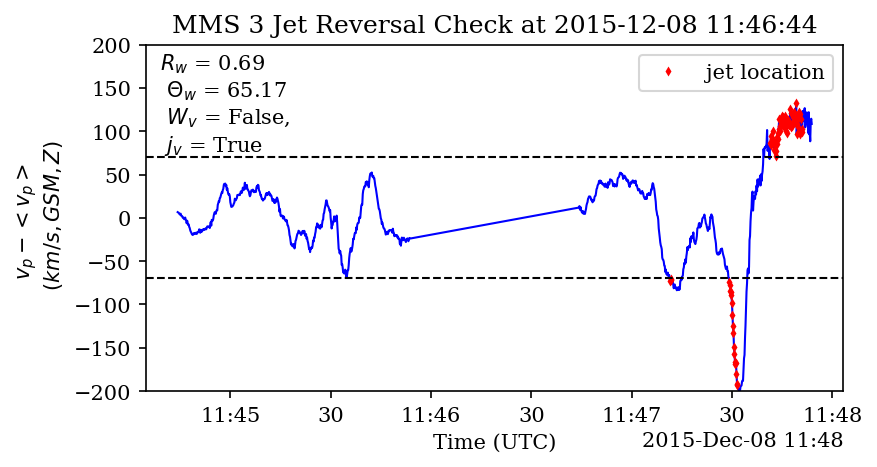 MMS 3 Jet Reversal Check at 2015-12-08 11:46:44
200
150
100
50
0
−50
−100
−150
−200
v_p − < v_p >
(km/s, GSM, Z)
R_w = 0.69
Θ_w = 65.17
W_v = False,
j_v = True
jet location
11:45
30
11:46
30
11:47
30
11:48
Time (UTC)
2015-Dec-08 11:48